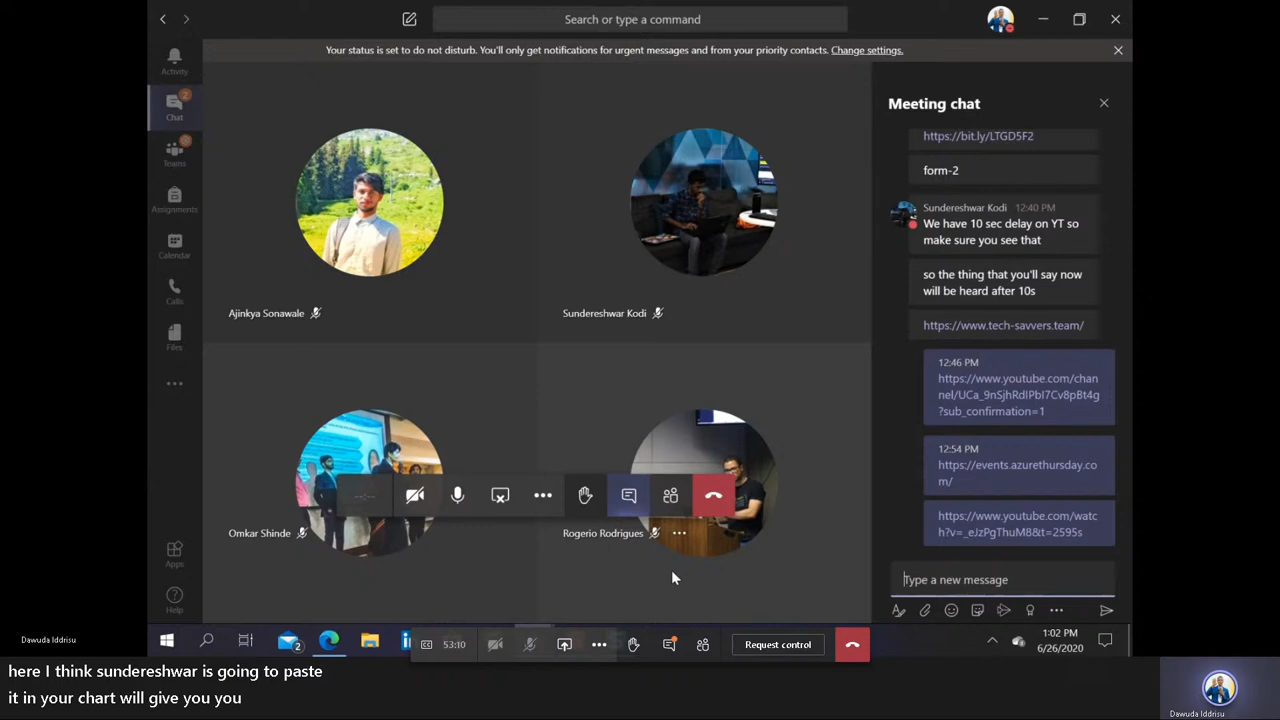 Search or type a command
Your status is set to do not disturb. You'll only get notifications for urgent messages and from your priority contacts. Change settings.
Activity
2
Chat
Teams
Assignments
Calendar
Calls
Files
Apps
Help
Ajinkya Sonawale
Sundereshwar Kodi
Omkar Shinde
Rogerio Rodrigues
--:--
Meeting chat
https://bit.ly/LTGD5F2
form-2
Sundereshwar Kodi 12:40 PM
We have 10 sec delay on YT so
make sure you see that
so the thing that you'll say now
will be heard after 10s
https://www.tech-savvers.team/
12:46 PM
https://www.youtube.com/chan
nel/UCa_9nSjhRdIPbI7Cv8pBt4g
?sub_confirmation=1
12:54 PM
https://events.azurethursday.co
m/
https://www.youtube.com/watc
h?v=_eJzPgThuM8&t=2595s
Type a new message
Dawuda Iddrisu
2
53:10
Request control
1:02 PM
6/26/2020
here I think sundereshwar is going to paste
it in your chart will give you you
Dawuda Iddrisu